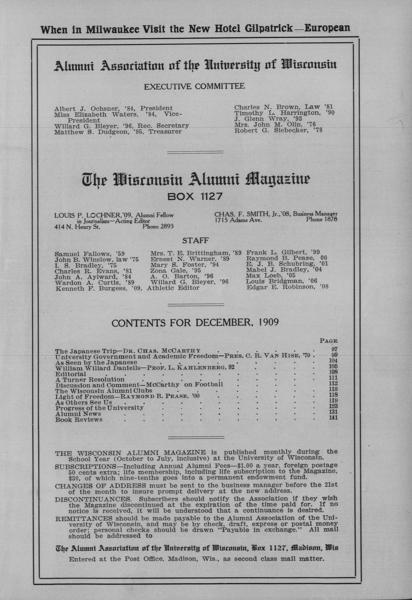 When in Milwaukee Visit the New Hotel Gilpatrick—European
Alumni Association of the University of Wisconsin
EXECUTIVE COMMITTEE
Albert J. Ochsner, '84, President
Miss Elizabeth Waters, '84, Vice-President
Willard G. Bleyer, '96, Rec. Secretary
Matthew S. Dudgeon, '95, Treasurer
Charles N. Brown, Law '81
Timothy L. Harrington, '90
J. Glenn Wray, '93
Mrs. John M. Olin, '76
Robert G. Siebecker, '78
The Wisconsin Alumni Magazine
BOX 1127
LOUIS P. LOCHNER, '09, Alumni Fellow
in Journalism—Acting Editor
414 N. Henry St. Phone 2893
CHAS. F. SMITH, Jr., '08, Business Manager
1715 Adams Ave. Phone 1878
STAFF
Samuel Fallows, '59
John B. Winslow, law '75
I. S. Bradley, '75
Charles R. Evans, '81
John A. Aylward, '84
Wardon A. Curtis, '89
Kenneth F. Burgess, '09, Athletic Editor
Mrs. T. E. Brittingham, '89
Ernest N. Warner, '89
Mary S. Foster, '94
Zona Gale, '95
A. O. Barton, '96
Willard G. Bleyer, '96
Frank L. Gilbert, '99
Raymond B. Pease, 00
R. F. B. Schubring, '01
Mabel J. Bradley, '04
Max Loeb, '05
Louis Bridgman, '06
Edgar E. Robinson, '08
CONTENTS FOR DECEMBER, 1909
PAGE
The Japanese Trip—DR. CHAS. MCCARTHY 97
University Government and Academic Freedom—PRES. C. R. VAN HISE, '79 99
As Seen by the Japanese 104
William Willard Daniells—PROF. L. KAHLENBERG, 92
Editorial
A Turner Resolution 111
Discussion and Comment—McCarthy on Football 112
The Wisconsin Alumni Clubs
Light of Freedom—RAYMOND B. PEASE, '00 118
As Others See Us 119
Progress of the University
Alumni News 131
Book Reviews 141
THE WISCONSIN ALUMNI MAGAZINE is published monthly during the
School Year (October to July, inclusive) at the University of Wisconsin.
SUBSCRIPTIONS—Including Annual Alumni Fees—$1.00 a year, foreign postage
50 cents extra; life membership, including life subscription to the Magazine,
$20, of which nine-tenths goes into a permanent endowment fund.
CHANGES OF ADDRESS must be sent to the business manager before the 21st
of the month to insure prompt delivery at the new address.
DISCONTINUANCES. Subscribers should notify the Association if they wish
the Magazine discontinued at the expiration of the time paid for. If no
notice is received, it will be understood that a continuance is desired.
REMITTANCES should be made payable to the Alumni Association of the Uni-
versity of Wisconsin, and may be by check, draft, express or postal money
order; personal checks should be drawn "Payable in exchange." All mail
should be addressed to
The Alumni Association of the University of Wisconsin, Box 1127, Madison, Wis
Entered at the Post Office, Madison, Wis., as second class mail matter.